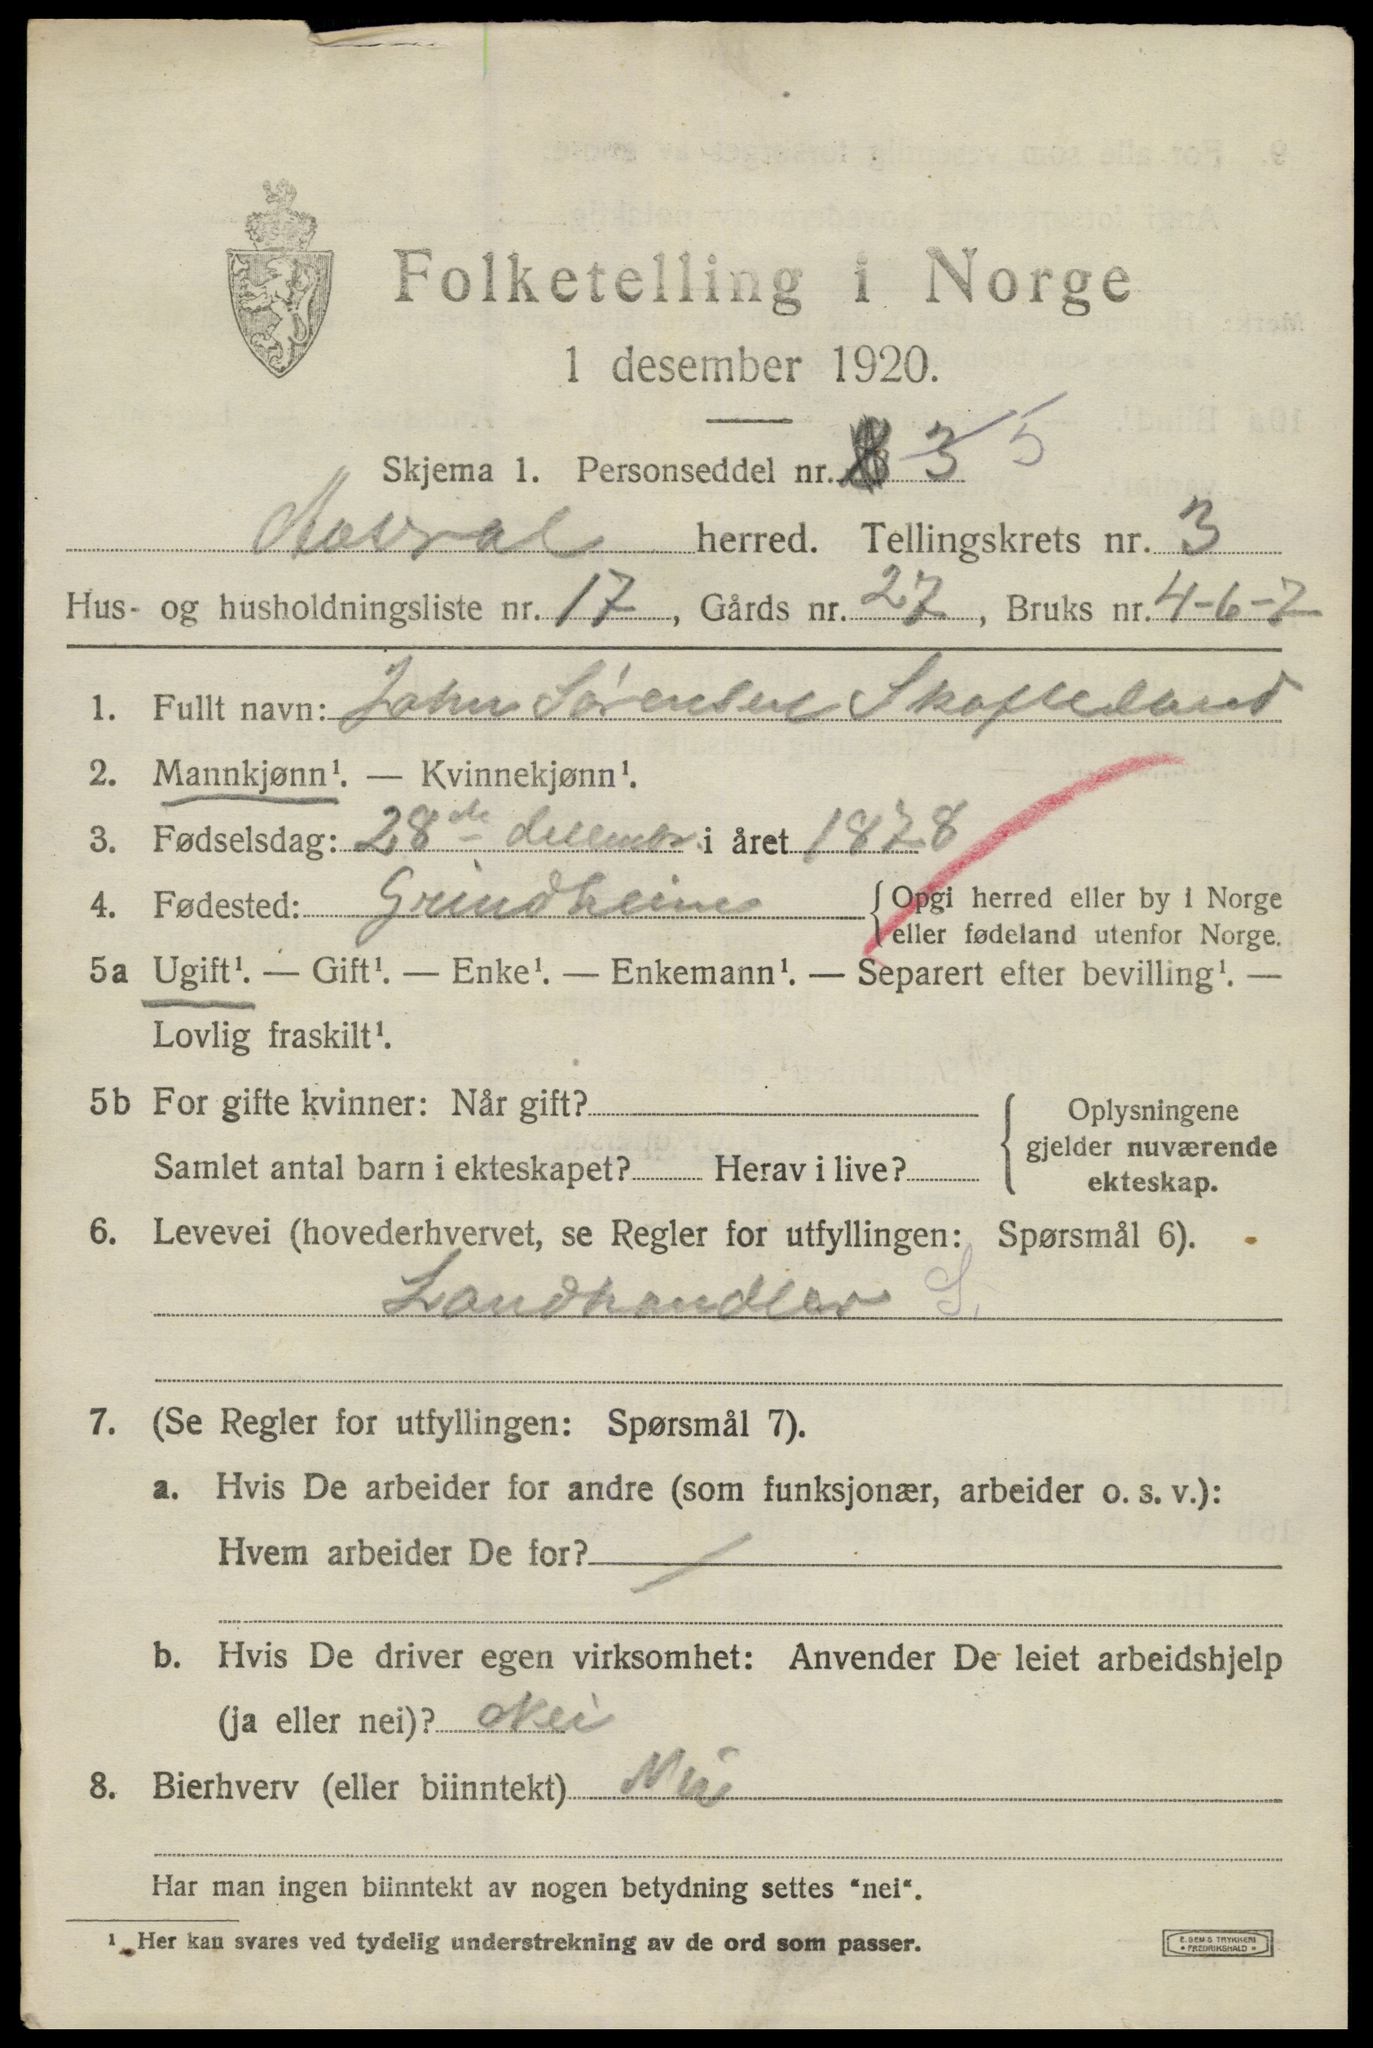 Folketelling i Norge
1 desember 1920.
Skjema 1. Personseddel nr. 3 5
herred. Tellingskrets nr. 3
Hus- og husholdningsliste nr. 17, Gårds nr. 27, Bruks nr. 4-6-7
1. Fullt navn: John Sørensen Skofteland
2. Mannkjønn¹. — Kvinnekjønn¹.
3. Fødselsdag: 28de desember i året 1878
4. Fødested: Grindheim {Opgi herred eller by i Norge
eller fødeland utenfor Norge.
5a Ugift¹. — Gift¹. — Enke¹. — Enkemann¹. — Separert efter bevilling¹. —
Lovlig fraskilt¹.
5b For gifte kvinner: Når gift? Oplysningene
gjelder nuværende
Samlet antal barn i ekteskapet? Herav i live? ekteskap.
6. Levevei (hovederhvervet, se Regler for utfyllingen: Spørsmål 6).
Landhandler S.
7. (Se Regler for utfyllingen: Spørsmål 7).
a. Hvis De arbeider for andre (som funksjonær, arbeider o. s. v.):
Hvem arbeider De for? /
b. Hvis De driver egen virksomhet: Anvender De leiet arbeidshjelp
(ja eller nei)? Nei
8. Bierhverv (eller biinntekt) Nei
Har man ingen biinntekt av nogen betydning settes "nei".
¹ Her kan svares ved tydelig understrekning av de ord som passer.
E. SEM'S TRYKKERI
FREDRIKSHALD